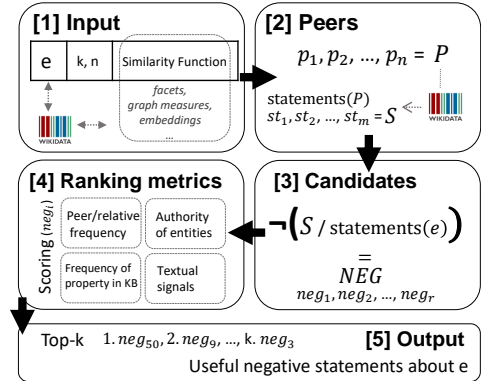 [1] Input
e
k, n
Similarity Function
facets,
graph measures,
embeddings
...
WIKIDATA
[2] Peers
p₁, p₂, ..., pₙ = P
statements(P)
st₁, st₂, ..., stₘ = S
WIKIDATA
[3] Candidates
¬(S / statements(e))
=
NEG
neg₁, neg₂, ..., negᵣ
[4] Ranking metrics
Scoring (negᵢ)
Peer/relative
frequency
Authority
of entities
Frequency of
property in KB
Textual
signals
[5] Output
Top-k 1. neg₅₀, 2. neg₉, ..., k. neg₃
Useful negative statements about e